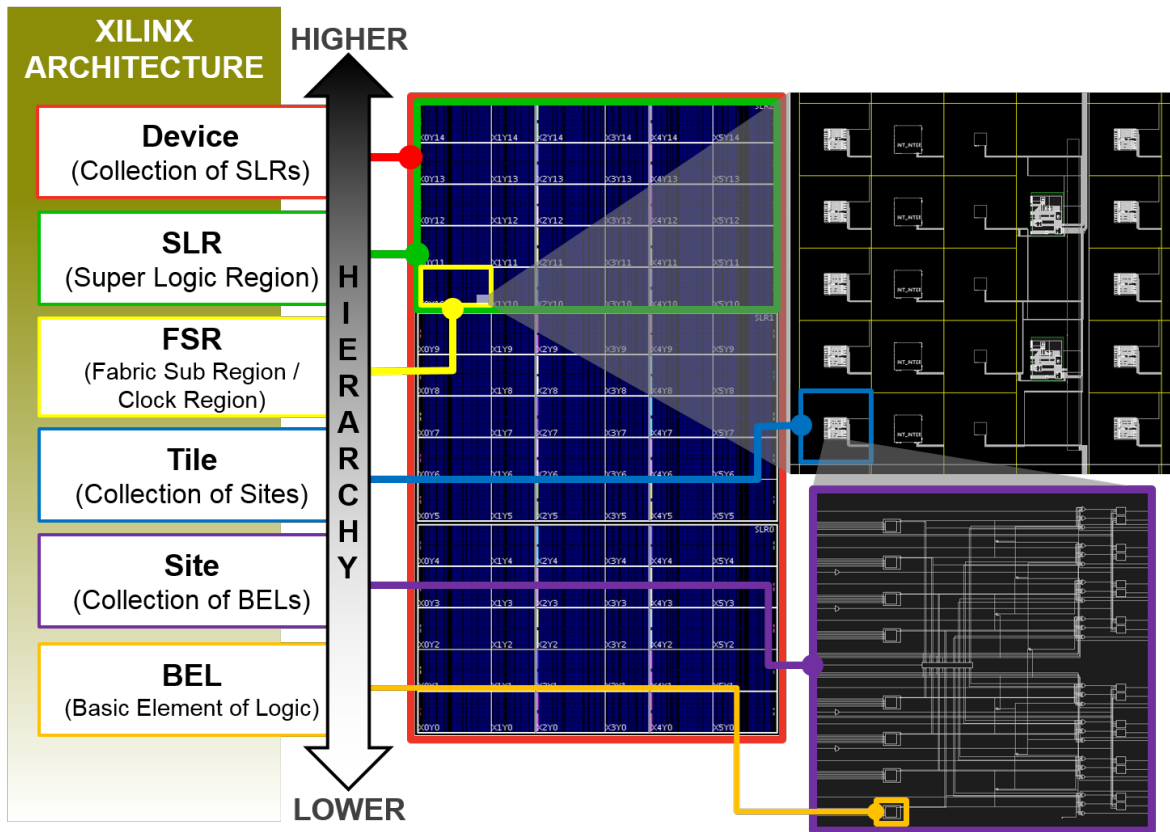 XILINX
ARCHITECTURE
HIGHER
Device
(Collection of SLRs)
SLR
(Super Logic Region)
FSR
(Fabric Sub Region /
Clock Region)
Tile
(Collection of Sites)
Site
(Collection of BELs)
BEL
(Basic Element of Logic)
HIERARCHY
LOWER
X0Y14 X1Y14 X2Y14 X3Y14 X4Y14 X5Y14
X0Y13 X1Y13 X2Y13 X3Y13 X4Y13 X5Y13
X0Y12 X1Y12 X2Y12 X3Y12 X4Y12 X5Y12
X0Y11 X1Y11 X2Y11 X3Y11 X4Y11 X5Y11
X1Y10 X2Y10 X3Y10 X4Y10 X5Y10
SLR1
X0Y9 X1Y9 X2Y9 X3Y9 X4Y9 X5Y9
X0Y8 X1Y8 X2Y8 X3Y8 X4Y8 X5Y8
X0Y7 X1Y7 X2Y7 X3Y7 X4Y7 X5Y7
X0Y6 X1Y6 X2Y6 X3Y6 X4Y6 X5Y6
X0Y5 X1Y5 X2Y5 X3Y5 X4Y5 X5Y5
SLR0
X0Y4 X1Y4 X2Y4 X3Y4 X4Y4 X5Y4
X0Y3 X1Y3 X2Y3 X3Y3 X4Y3 X5Y3
X0Y2 X1Y2 X2Y2 X3Y2 X4Y2 X5Y2
X0Y0 X1Y0 X2Y0 X3Y0 X4Y0 X5Y0
INT_INTER
INT_INTER
INT_INTER
INT_INTER
INT_INTER